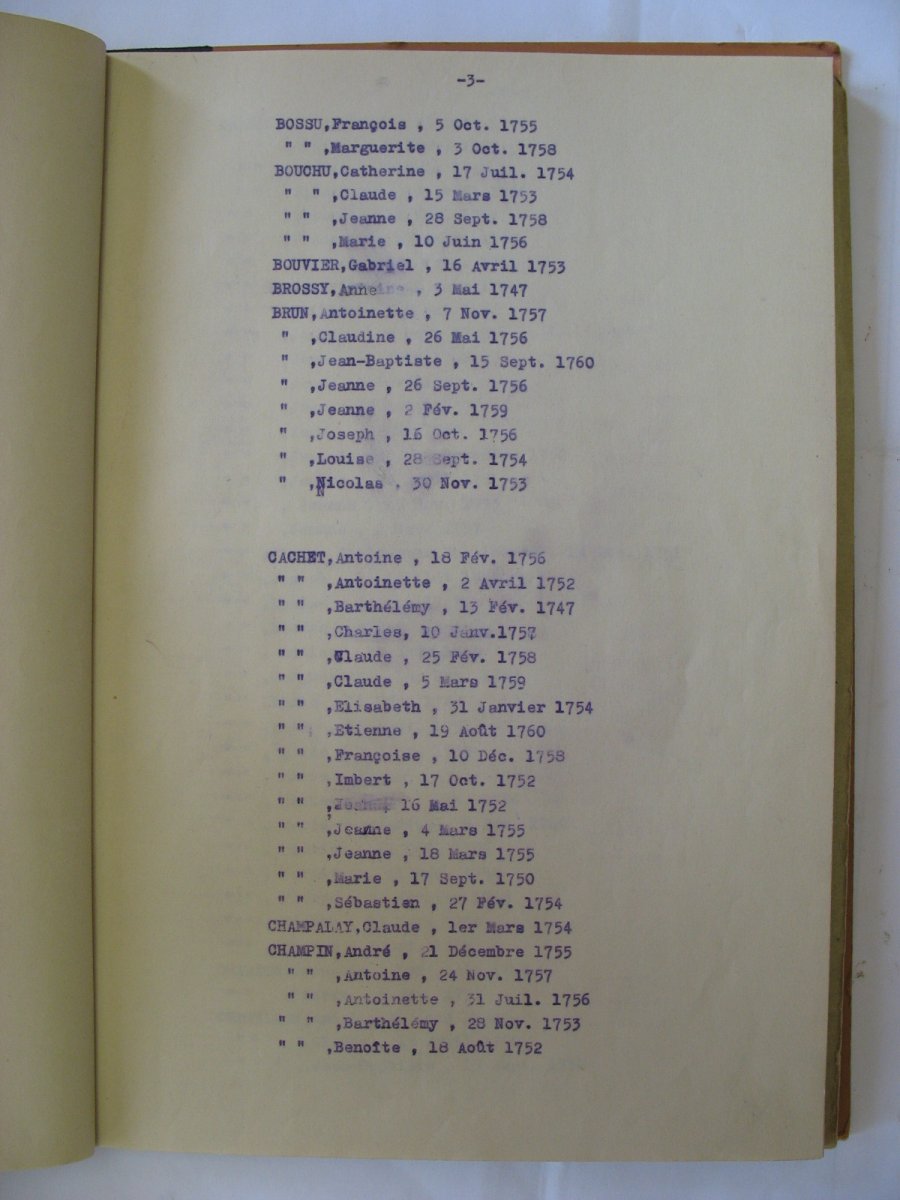 -3-
BOSSU,François , 5 Oct. 1755
" " ,Marguerite , 3 Oct. 1758
BOUCHU,Catherine , 17 Juil. 1754
" " ,Claude , 15 Mars 1753
" " ,Jeanne , 28 Sept. 1758
" " ,Marie , 10 Juin 1756
BOUVIER,Gabriel , 16 Avril 1753
BROSSY,Anne , 3 Mai 1747
BRUN,Antoinette , 7 Nov. 1757
" ,Claudine , 26 Mai 1756
" ,Jean-Baptiste , 15 Sept. 1760
" ,Jeanne , 26 Sept. 1756
" ,Jeanne , 2 Fév. 1759
" ,Joseph , 16 Oct. 1756
" ,Louise , 28 Sept. 1754
" ,Nicolas , 30 Nov. 1753
CACHET,Antoine , 18 Fév. 1756
" " ,Antoinette , 2 Avril 1752
" " ,Barthélémy , 13 Fév. 1747
" " ,Charles, 10 Janv.1757
" " ,Claude , 25 Fév. 1758
" " ,Claude , 5 Mars 1759
" " ,Elisabeth , 31 Janvier 1754
" " ,Etienne , 19 Août 1760
" " ,Françoise , 10 Déc. 1758
" " ,Imbert , 17 Oct. 1752
" " , 16 Mai 1752
" " ,Jeanne , 4 Mars 1755
" " ,Jeanne , 18 Mars 1755
" " ,Marie , 17 Sept. 1750
" " ,Sébastien , 27 Fév. 1754
CHAMPALAY,Claude , 1er Mars 1754
CHAMPIN,André , 21 Décembre 1755
" " ,Antoine , 24 Nov. 1757
" " ,Antoinette , 31 Juil. 1756
" " ,Barthélémy , 28 Nov. 1753
" " ,Benoîte , 18 Août 1752